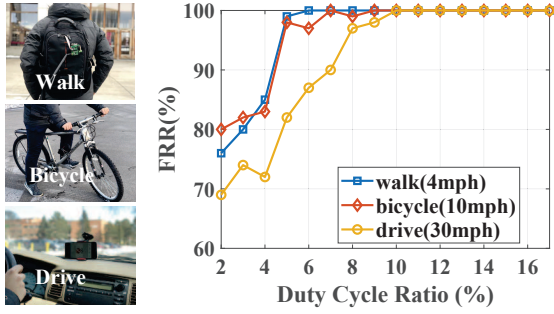 Walk
Bicycle
Drive
FRR(%)
100
90
80
70
60
walk(4mph)
bicycle(10mph)
drive(30mph)
2 4 6 8 10 12 14 16
Duty Cycle Ratio (%)